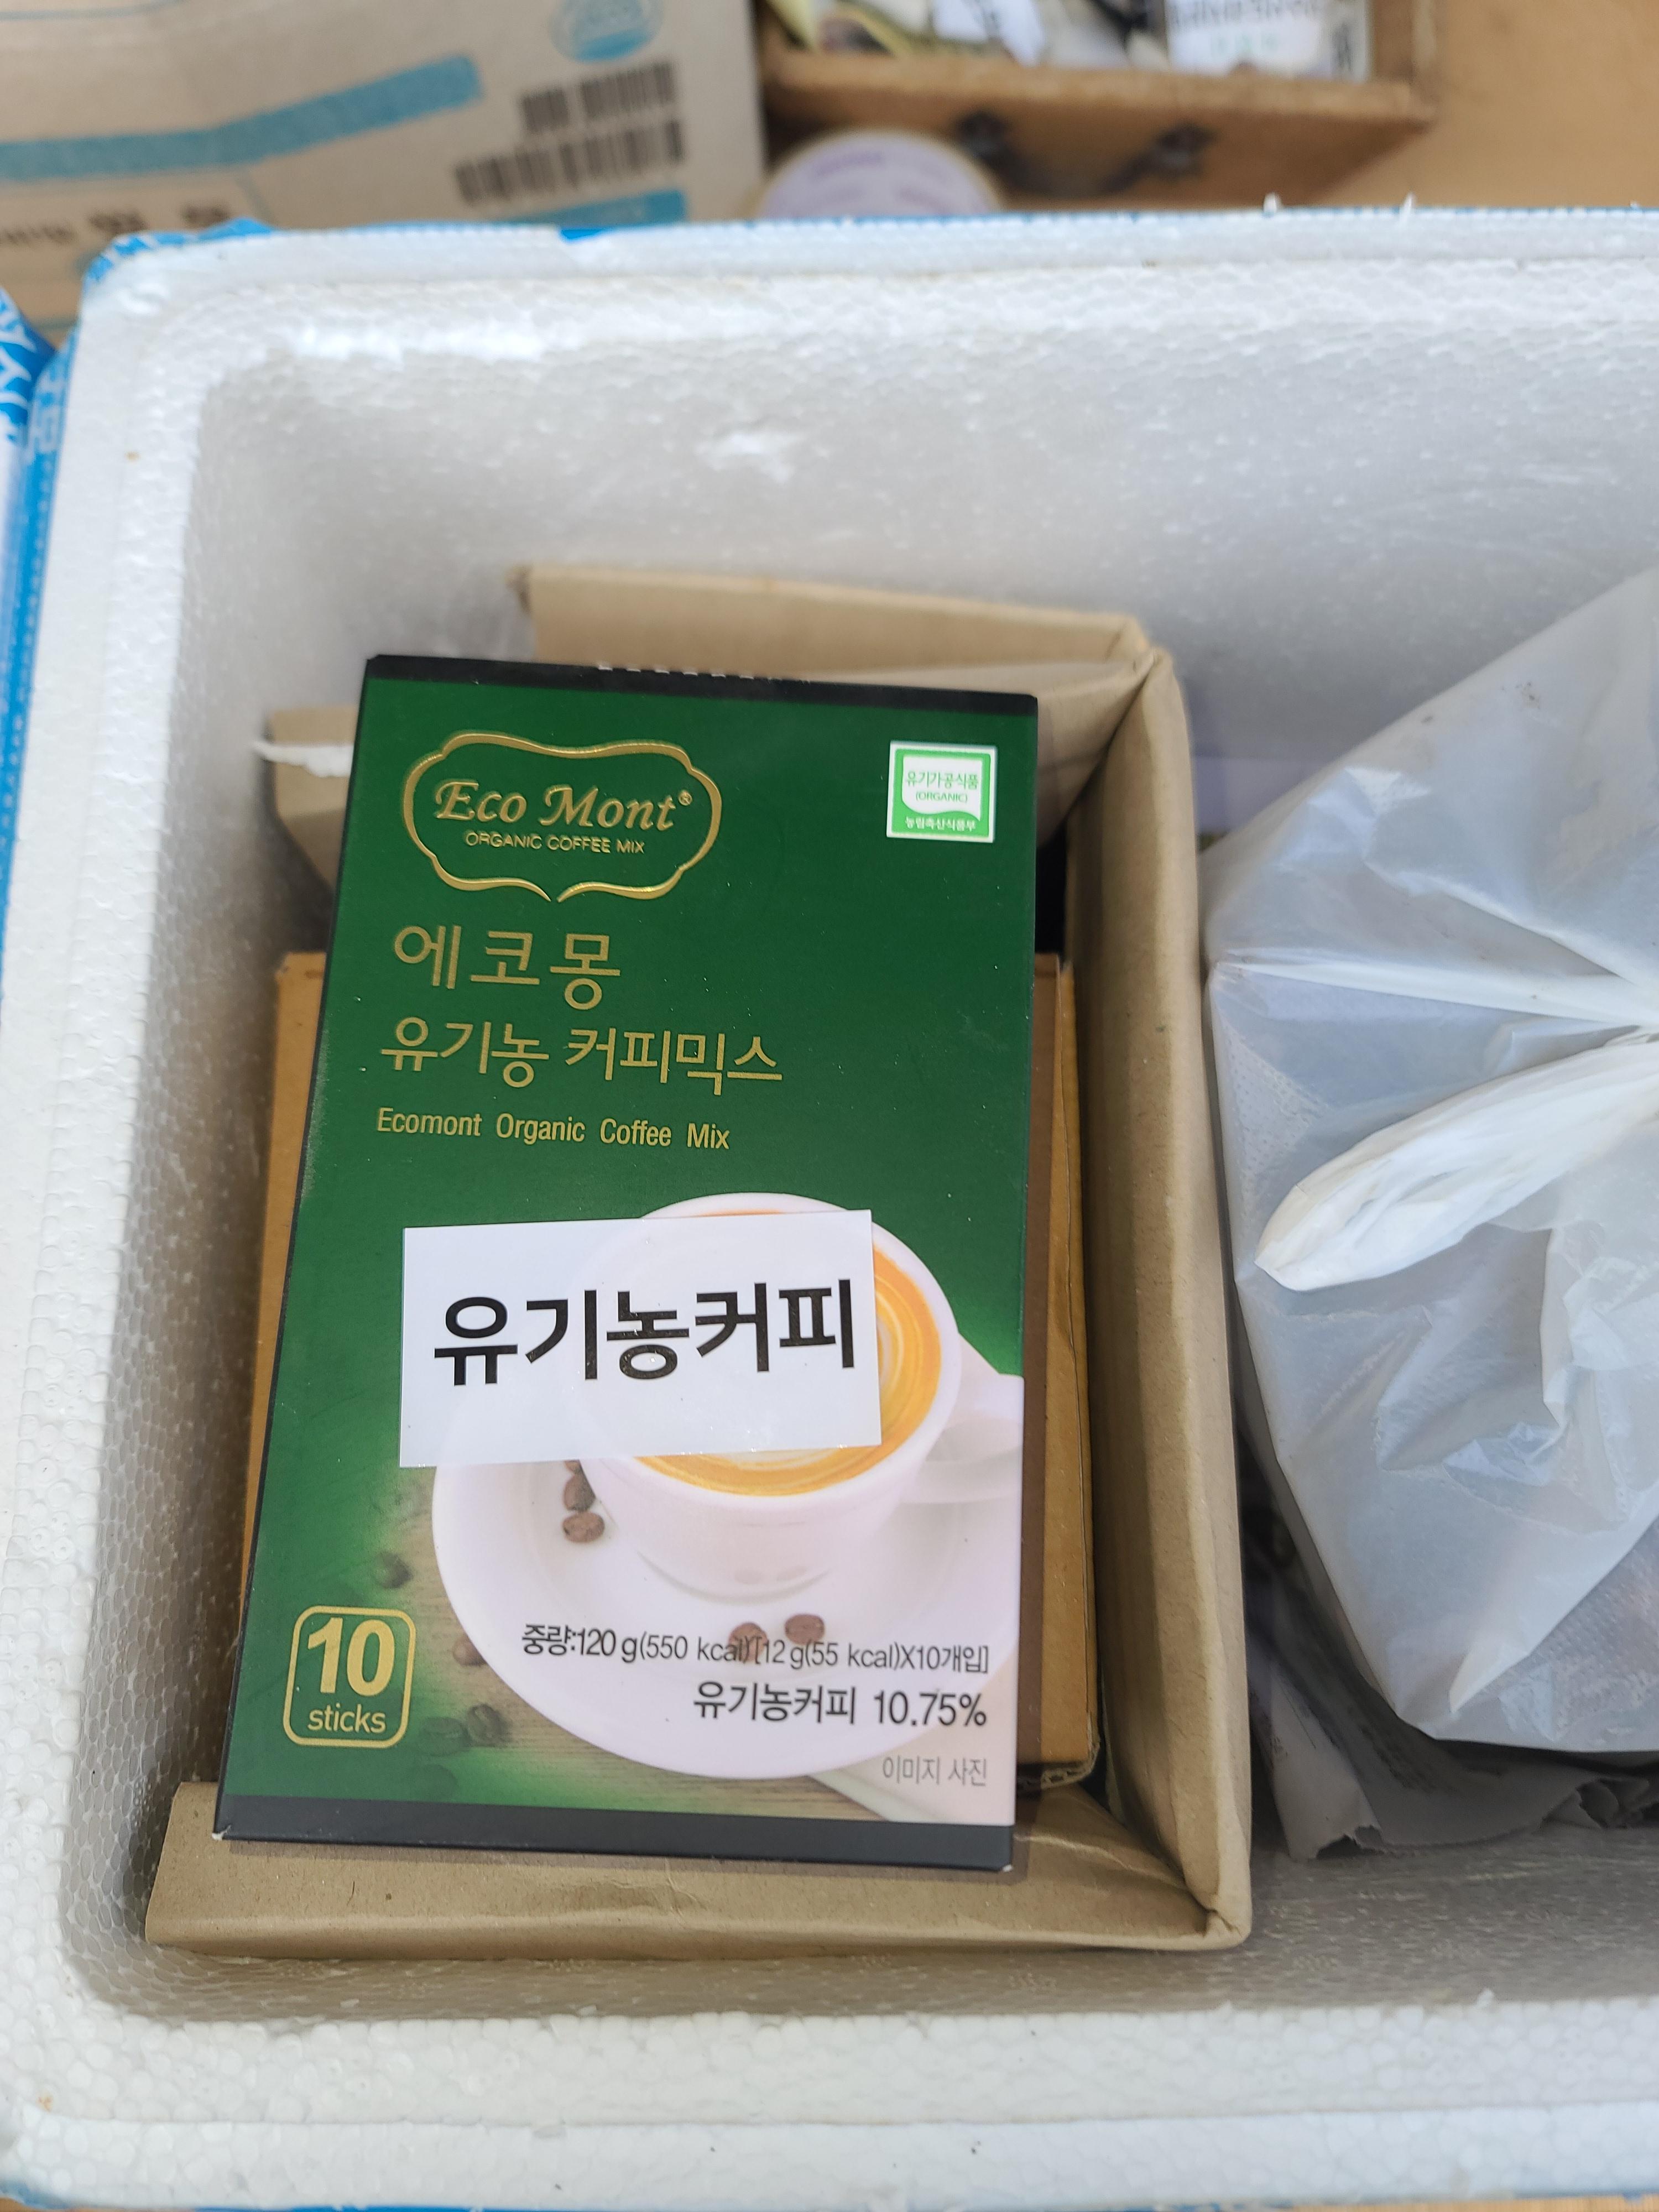 Eco Mont®
ORGANIC COFFEE MIX
유기가공식품
(ORGANIC)
농림축산식품부
에코몽
유기농 커피믹스
Ecomont Organic Coffee Mix
유기농커피
10
sticks
중량:120 g(550 kcal)[12 g(55 kcal)X10개입]
유기농커피 10.75%
이미지 사진